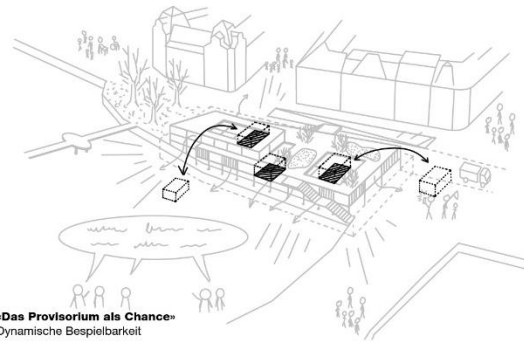 «Das Provisorium als Chance»
Dynamische Bespielbarkeit